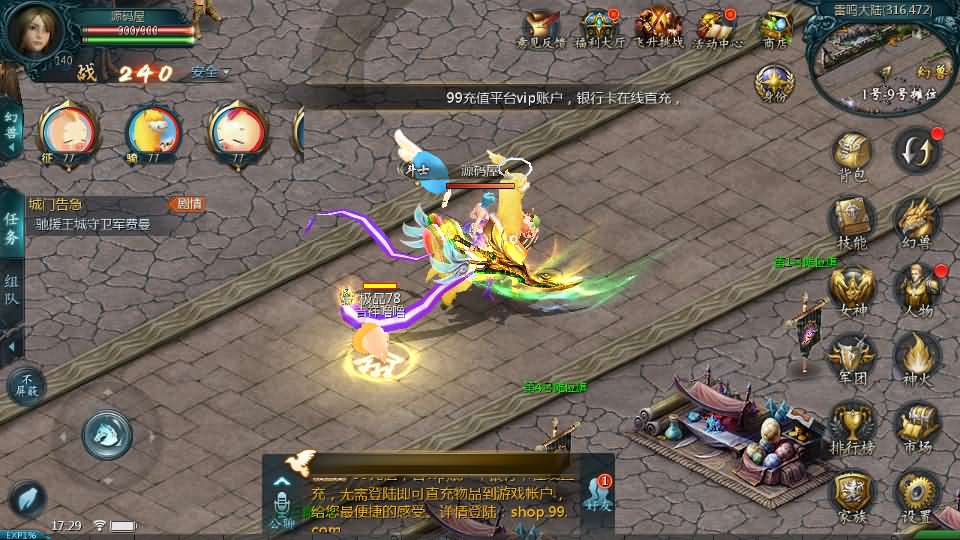 源码屋
900/900
140
战 240 安全
意见反馈 福利大厅 飞升挑战 活动中心 商店
雷鸣大陆(316,472)
幻兽
1号-9号摊位
身份
99充值平台vip账户，银行卡在线直充，
幻兽
征 77
骑 77
77
任务
城门告急 剧情
驰援王城守卫军费曼
组队
斗士
源码屋
极品78
背包
技能 幻兽
女神 人物
军团 神火
排行榜 市场
家族 设置
不屏蔽
公聊
充，无需登陆即可直充物品到游戏帐户，
给您最便捷的感受。详情登陆：shop.99.
com
1
好友
17:29
EXP1%